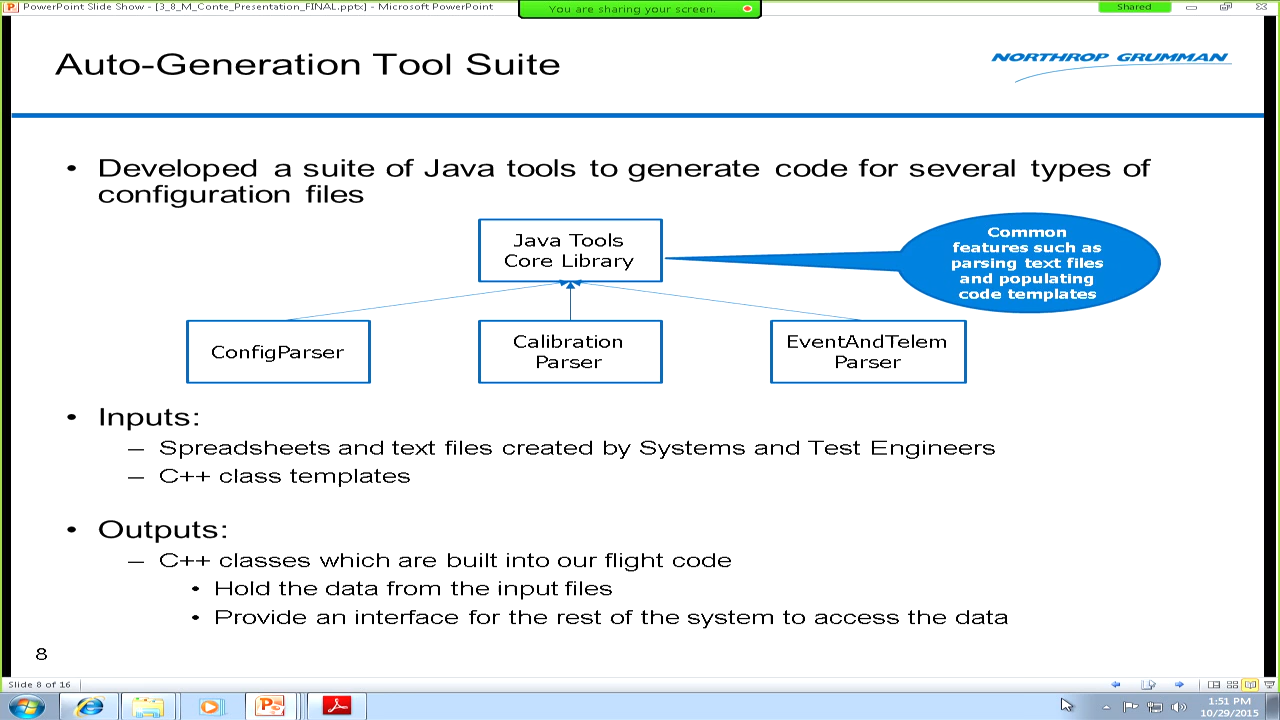 PowerPoint Slide Show - [3_8_M_Conte_Presentation_FINAL.pptx] - Microsoft PowerPoint
You are sharing your screen.
Shared
Auto-Generation Tool Suite
NORTHROP GRUMMAN
• Developed a suite of Java tools to generate code for several types of
configuration files
Java Tools
Core Library
Common
features such as
parsing text files
and populating
code templates
ConfigParser
Calibration
Parser
EventAndTelem
Parser
• Inputs:
– Spreadsheets and text files created by Systems and Test Engineers
– C++ class templates
• Outputs:
– C++ classes which are built into our flight code
• Hold the data from the input files
• Provide an interface for the rest of the system to access the data
8
Slide 8 of 16
1:51 PM
10/29/2015